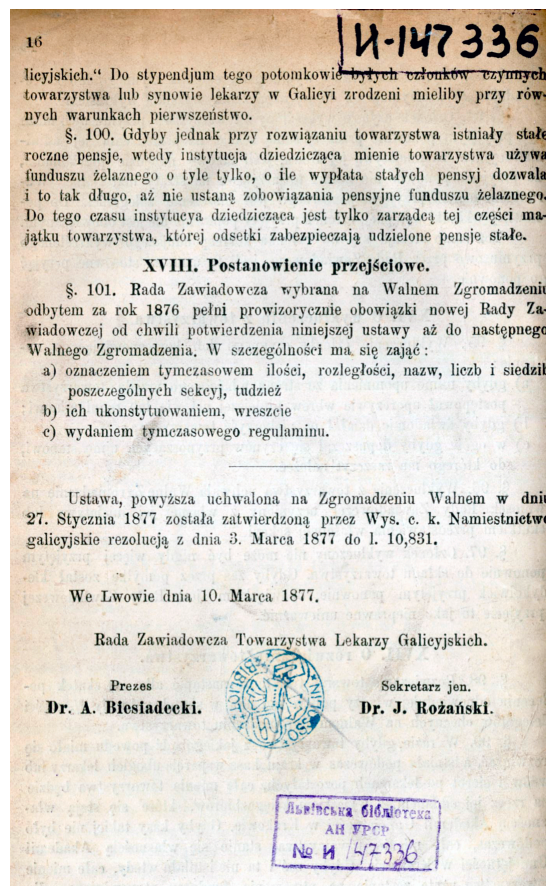 16
И-147336
licyjskich.“ Do stypendjum tego potomkowie byłych członków czynnych
towarzystwa lub synowie lekarzy w Galicyi zrodzeni mieliby przy rów-
nych warunkach pierwszeństwo.
§. 100. Gdyby jednak przy rozwiązaniu towarzystwa istniały stałe
roczne pensje, wtedy instytucja dziedzicząca mienie towarzystwa używa
funduszu żelaznego o tyle tylko, o ile wypłata stałych pensyj dozwala
i to tak długo, aż nie ustaną zobowiązania pensyjne funduszu żelaznego.
Do tego czasu instytucya dziedzicząca jest tylko zarządcą tej części ma-
jątku towarzystwa, której odsetki zabezpieczają udzielone pensje stałe.
XVIII. Postanowienie przejściowe.
§. 101. Rada Zawiadowcza wybrana na Walnem Zgromadzeniu
odbytem za rok 1876 pełni prowizorycznie obowiązki nowej Rady Za-
wiadowczej od chwili potwierdzenia niniejszej ustawy aż do następnego
Walnego Zgromadzenia. W szczególności ma się zająć :
a) oznaczeniem tymczasowem ilości, rozległości, nazw, liczb i siedzib
poszczególnych sekcyj, tudzież
b) ich ukonstytuowaniem, wreszcie
c) wydaniem tymczasowego regulaminu.
Ustawa, powyższa uchwalona na Zgromadzeniu Walnem w dniu
27. Stycznia 1877 została zatwierdzoną przez Wys. c. k. Namiestnictwo
galicyjskie rezolucją z dnia 3. Marca 1877 do l. 10,831.
We Lwowie dnia 10. Marca 1877.
Rada Zawiadowcza Towarzystwa Lekarzy Galicyjskich.
Prezes
Dr. A. Biesiadecki.
Sekretarz jen.
Dr. J. Rożański.
Львівська бібліотека
АН УРСР
№ И 147336